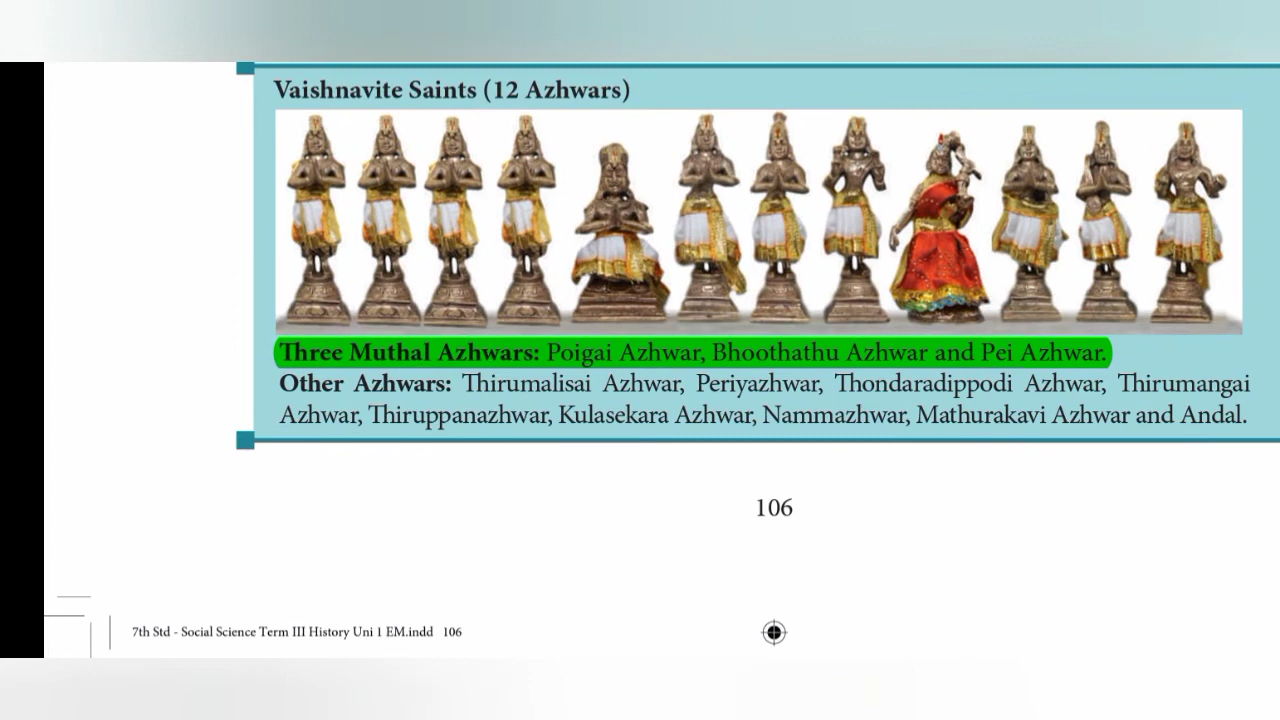 Vaishnavite Saints (12 Azhwars)
Three Muthal Azhwars: Poigai Azhwar, Bhoothathu Azhwar and Pei Azhwar.
Other Azhwars: Thirumalisai Azhwar, Periyazhwar, Thondaradippodi Azhwar, Thirumangai
Azhwar, Thiruppanazhwar, Kulasekara Azhwar, Nammazhwar, Mathurakavi Azhwar and Andal.
106
7th Std - Social Science Term III History Uni 1 EM.indd 106